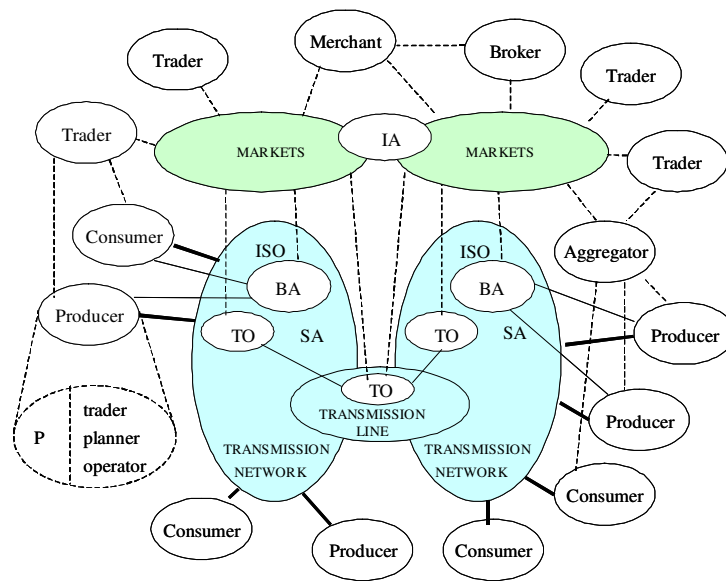 Merchant
Broker
Trader
Trader
Trader
IA
MARKETS
MARKETS
Trader
Consumer
ISO
ISO
Aggregator
BA
BA
Producer
TO
SA
TO
SA
Producer
TO
TRANSMISSION
LINE
P
trader
planner
operator
Producer
TRANSMISSION
NETWORK
TRANSMISSION
NETWORK
Consumer
Consumer
Producer
Consumer